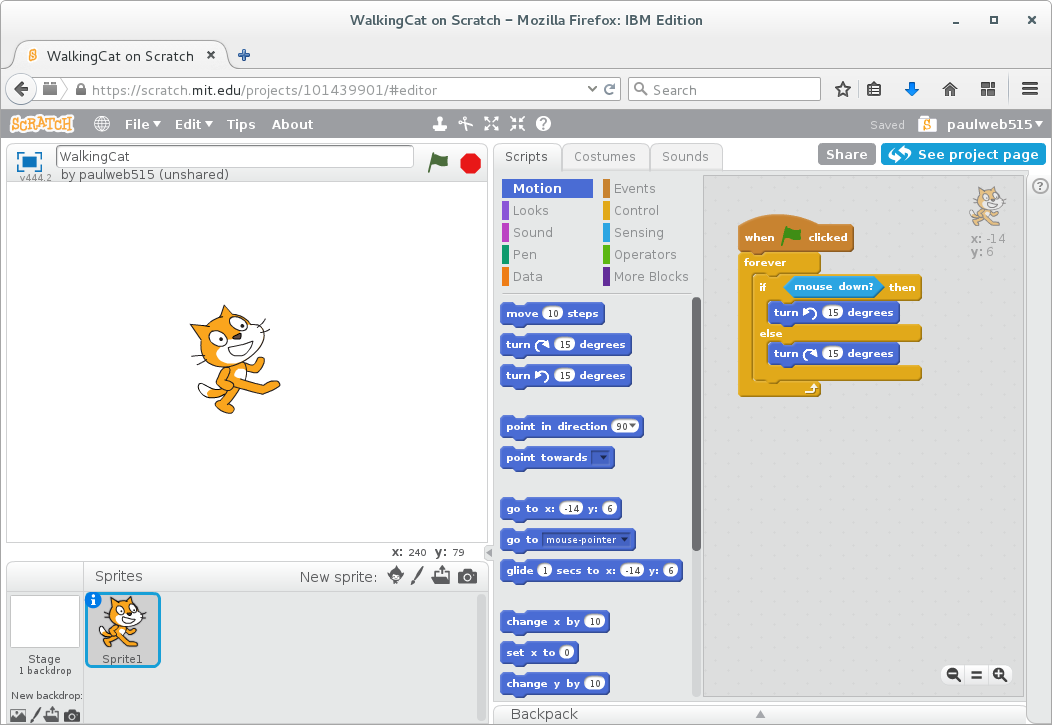 WalkingCat on Scratch – Mozilla Firefox: IBM Edition
WalkingCat on Scratch
https://scratch.mit.edu/projects/101439901/#editor
Search
SCRATCH
File
Edit
Tips
About
Saved
paulweb515
WalkingCat
by paulweb515 (unshared)
v444.2
Scripts
Costumes
Sounds
Share
See project page
Motion
Looks
Sound
Pen
Data
Events
Control
Sensing
Operators
More Blocks
move 10 steps
turn 15 degrees
turn 15 degrees
point in direction 90
point towards
go to x: -14 y: 6
go to mouse-pointer
glide 1 secs to x: -14 y: 6
change x by 10
set x to 0
change y by 10
when clicked
forever
if mouse down? then
turn 15 degrees
else
turn 15 degrees
x: -14
y: 6
x: 240 y: 79
Sprites
New sprite:
Stage
1 backdrop
New backdrop:
Sprite1
Backpack